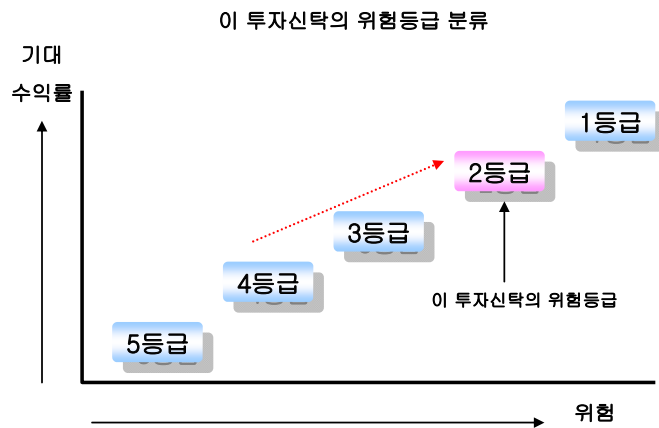 이 투자신탁의 위험등급 분류
기대
수익률
1등급
2등급
3등급
4등급
이 투자신탁의 위험등급
5등급
위험